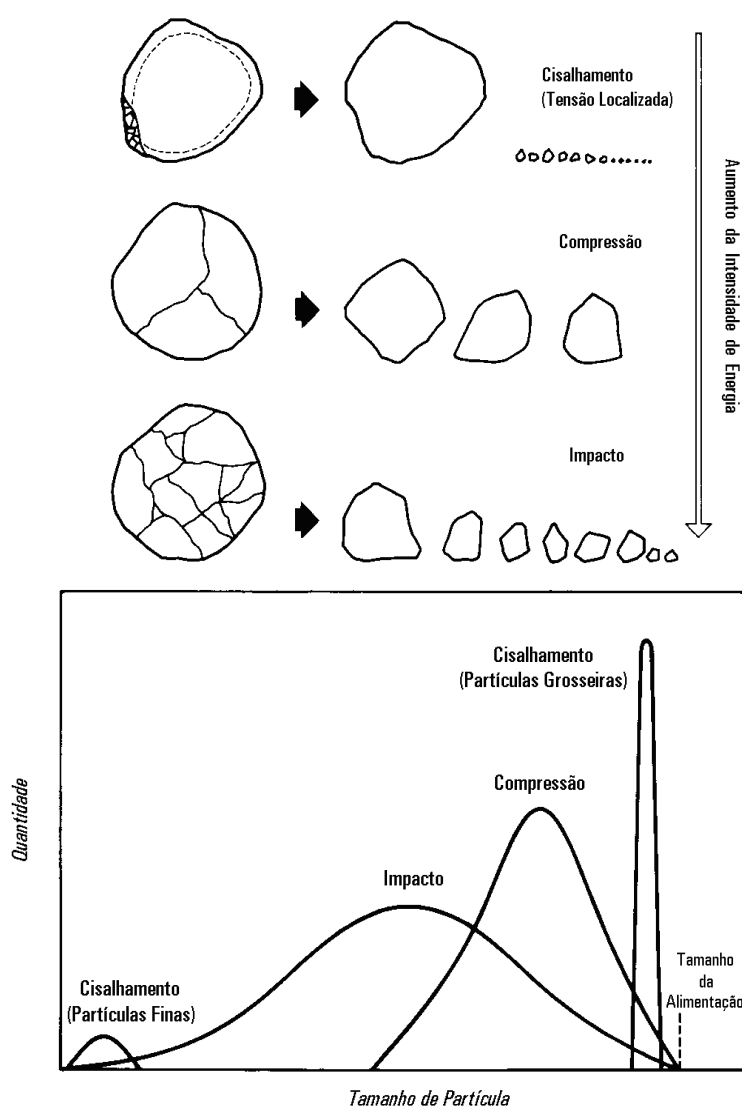 Cisalhamento
(Tensão Localizada)
Compressão
Impacto
Aumento da Intensidade de Energia
Cisalhamento
(Partículas Grosseiras)
Compressão
Impacto
Cisalhamento
(Partículas Finas)
Tamanho
da
Alimentação
Quantidade
Tamanho de Partícula